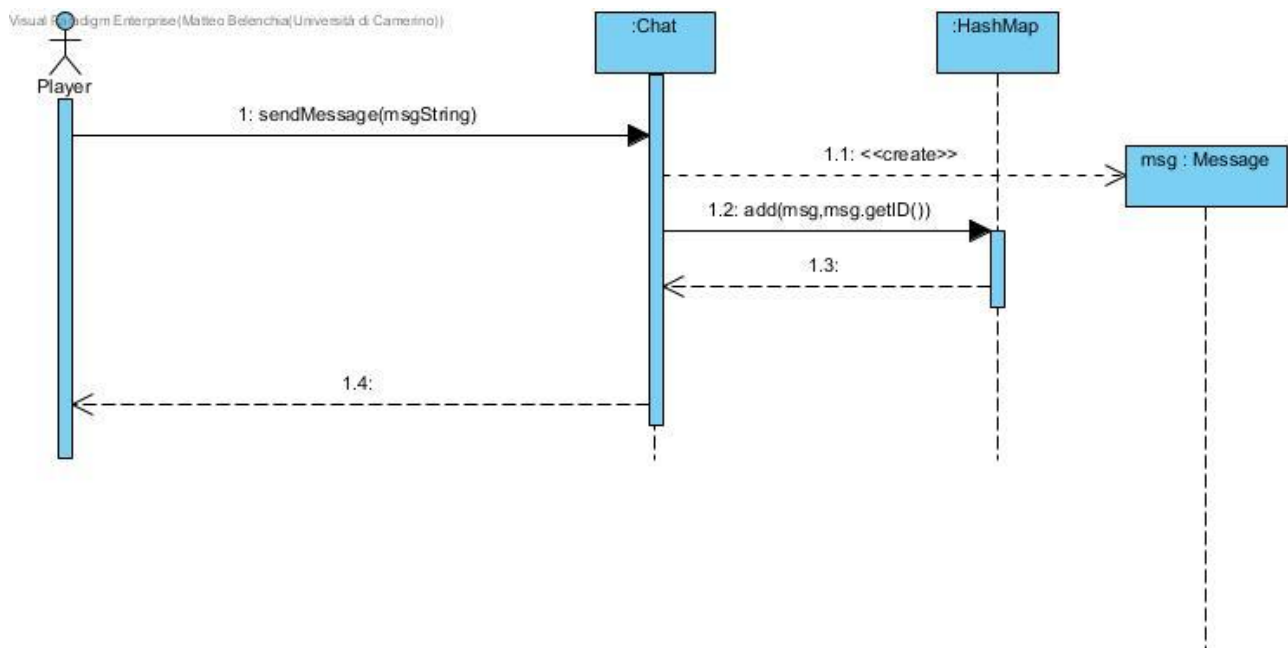 Visual Paradigm Enterprise(Matteo Belenchia(Università di Camerino))
:Chat
:HashMap
Player
1: sendMessage(msgString)
1.1: <<create>>
msg : Message
1.2: add(msg,msg.getID())
1.3:
1.4: